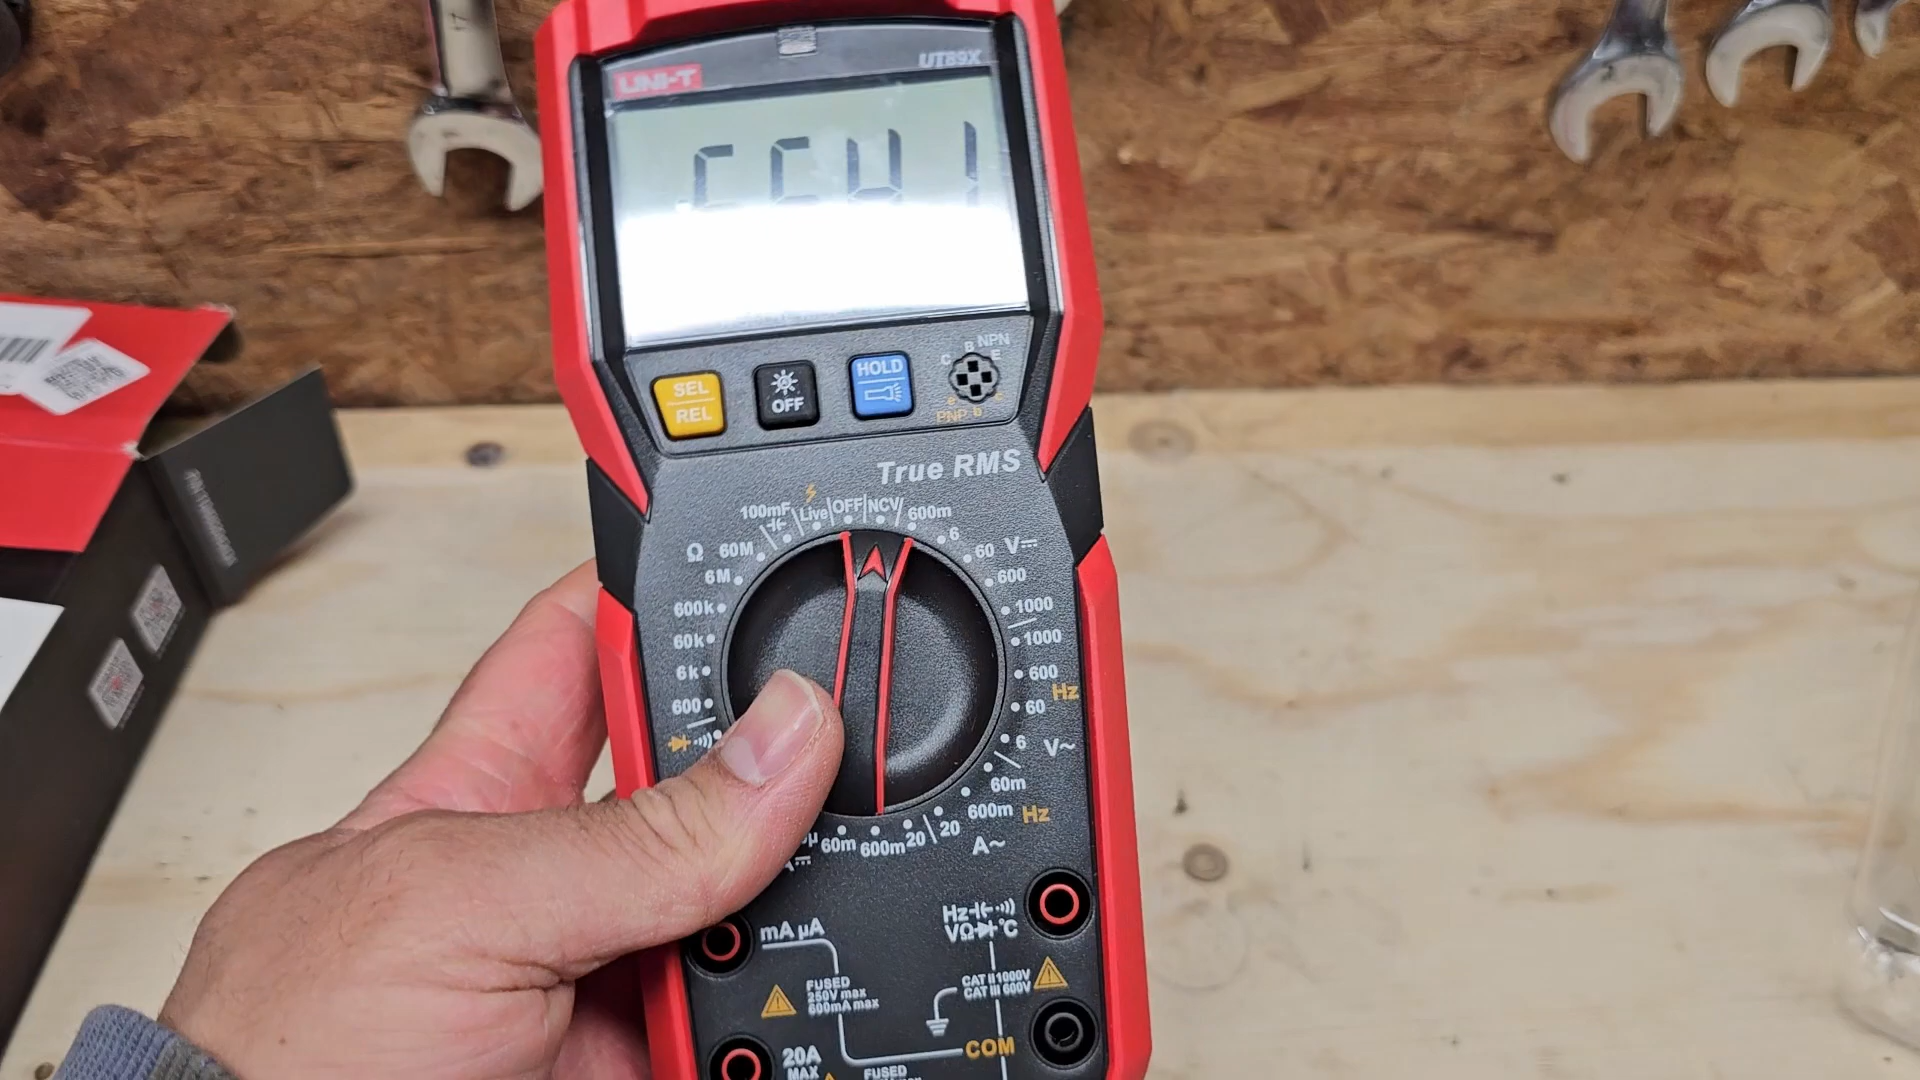 UNI-T
UT89X
SEL
REL
OFF
HOLD
NPN
B
C
E
PNP
e
b
c
True RMS
100mF
Live
OFF
NCV
600m
Ω
60M
6
60
V
6M
600
600k
1000
60k
1000
6k
600
Hz
600
60
6
V~
60m
600m
Hz
µ
60m
600m
20
20
A~
mA µA
Hz
VΩ
°C
FUSED
250V max
600mA max
CAT II 1000V
CAT III 600V
COM
20A
MAX
FUSED